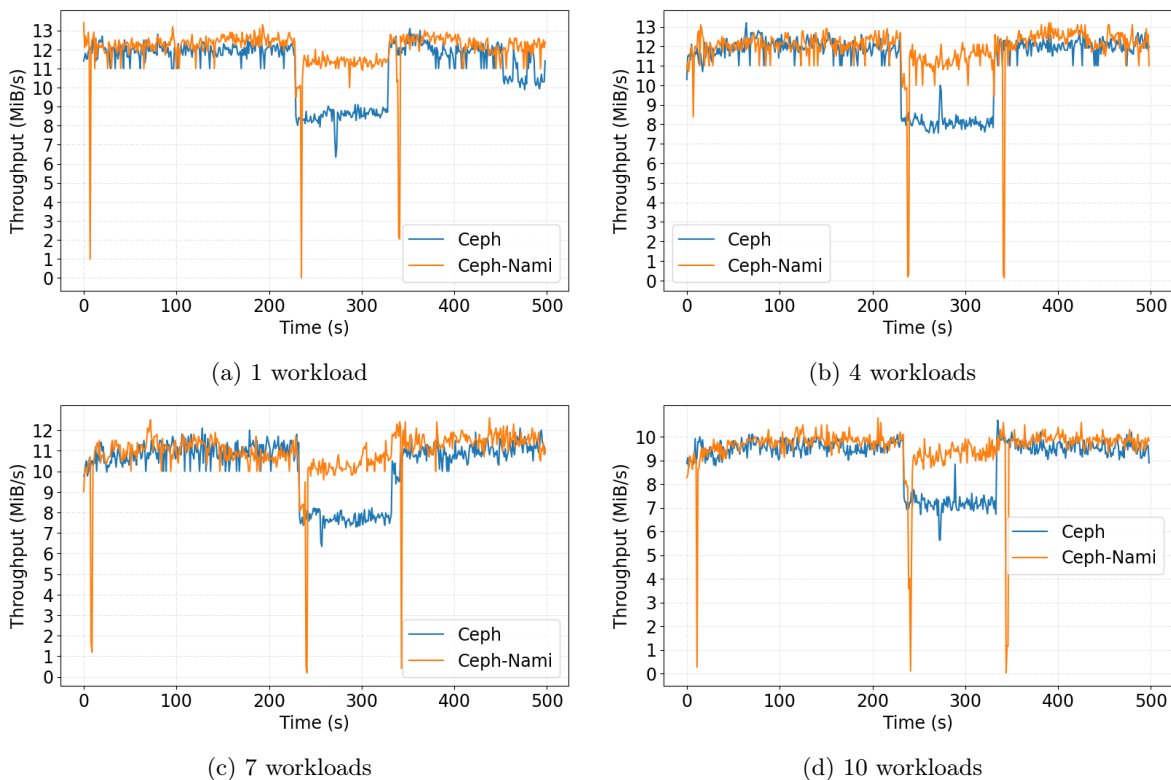 13
12
11
10
9
8
7
6
5
4
3
2
1
0
Throughput (MiB/s)
Ceph
Ceph-Nami
0 100 200 300 400 500
Time (s)
(a) 1 workload
13
12
11
10
9
8
7
6
5
4
3
2
1
0
Throughput (MiB/s)
Ceph
Ceph-Nami
0 100 200 300 400 500
Time (s)
(b) 4 workloads
12
11
10
9
8
7
6
5
4
3
2
1
0
Throughput (MiB/s)
Ceph
Ceph-Nami
0 100 200 300 400 500
Time (s)
(c) 7 workloads
10
9
8
7
6
5
4
3
2
1
0
Throughput (MiB/s)
Ceph
Ceph-Nami
0 100 200 300 400 500
Time (s)
(d) 10 workloads